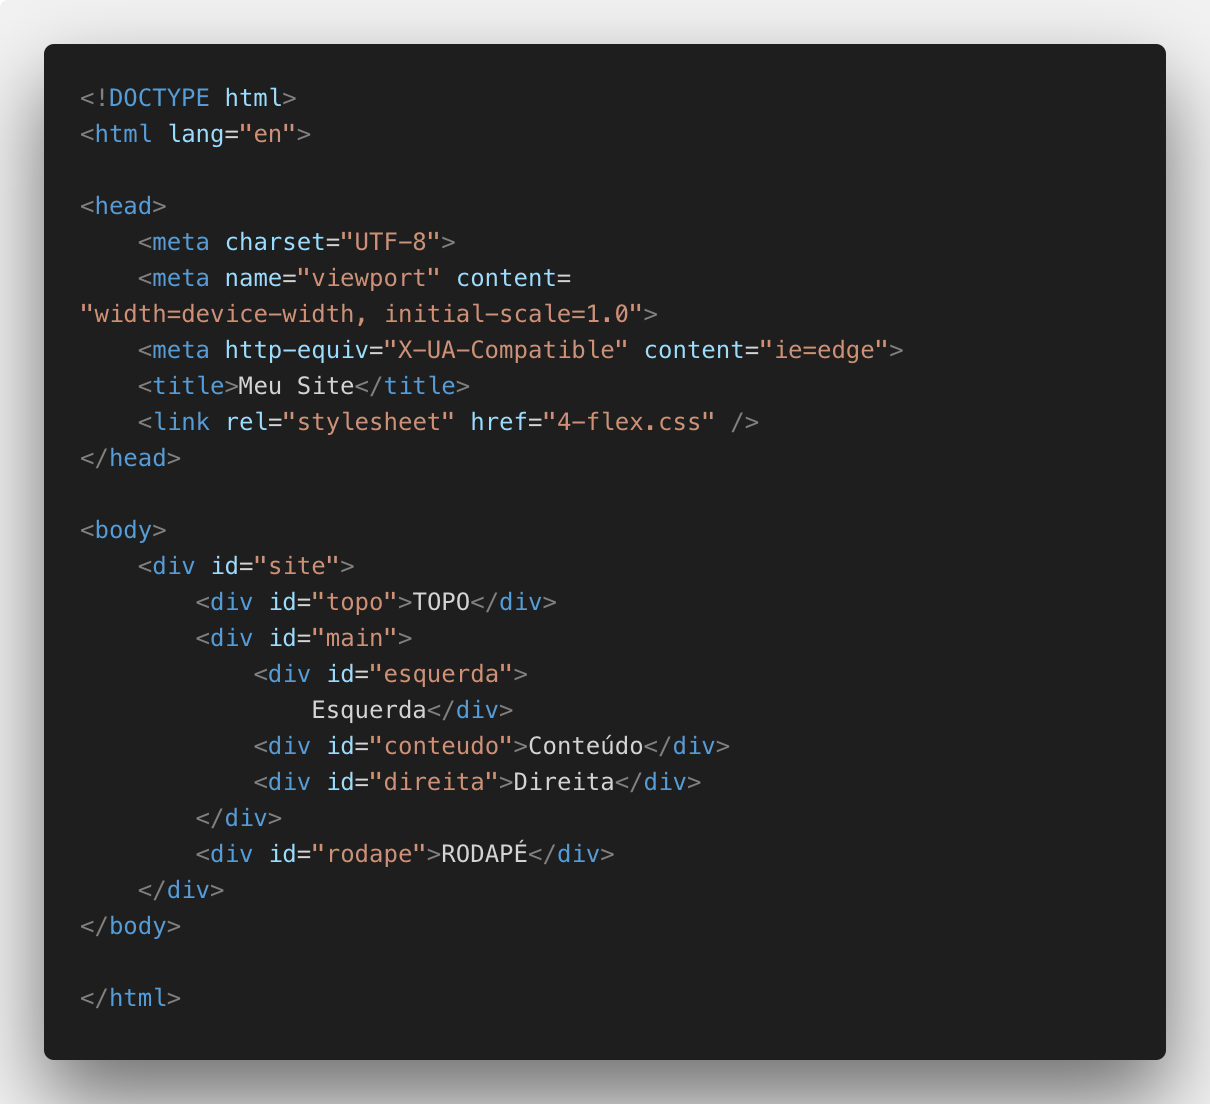 <!DOCTYPE html>
<html lang="en">

<head>
    <meta charset="UTF-8">
    <meta name="viewport" content=
"width=device-width, initial-scale=1.0">
    <meta http-equiv="X-UA-Compatible" content="ie=edge">
    <title>Meu Site</title>
    <link rel="stylesheet" href="4-flex.css" />
</head>

<body>
    <div id="site">
        <div id="topo">TOPO</div>
        <div id="main">
            <div id="esquerda">
                Esquerda</div>
            <div id="conteudo">Conteúdo</div>
            <div id="direita">Direita</div>
        </div>
        <div id="rodape">RODAPÉ</div>
    </div>
</body>

</html>